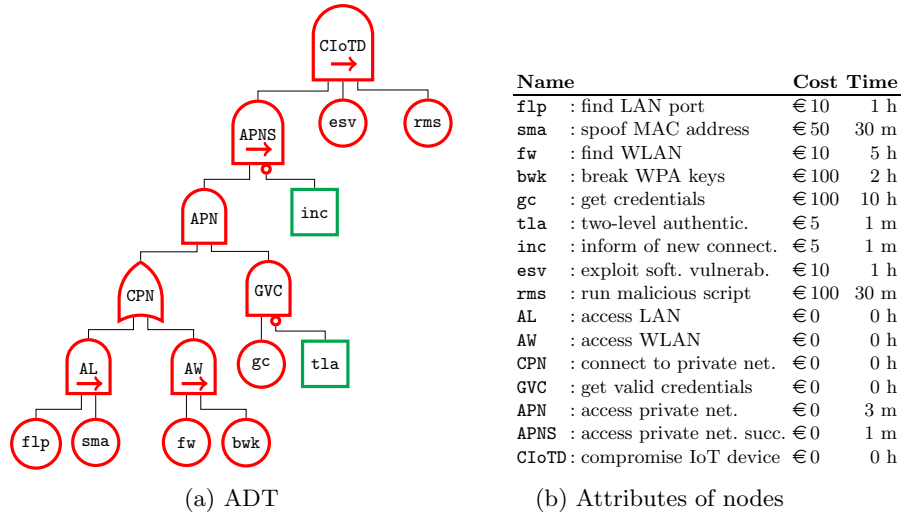 CIoTD
APNS
esv
rms
APN
inc
CPN
GVC
AL
AW
gc
tla
flp
sma
fw
bwk
(a) ADT
Name Cost Time
flp : find LAN port €10 1 h
sma : spoof MAC address €50 30 m
fw : find WLAN €10 5 h
bwk : break WPA keys €100 2 h
gc : get credentials €100 10 h
tla : two-level authentic. €5 1 m
inc : inform of new connect. €5 1 m
esv : exploit soft. vulnerab. €10 1 h
rms : run malicious script €100 30 m
AL : access LAN €0 0 h
AW : access WLAN €0 0 h
CPN : connect to private net. €0 0 h
GVC : get valid credentials €0 0 h
APN : access private net. €0 3 m
APNS : access private net. succ. €0 1 m
CIoTD : compromise IoT device €0 0 h
(b) Attributes of nodes